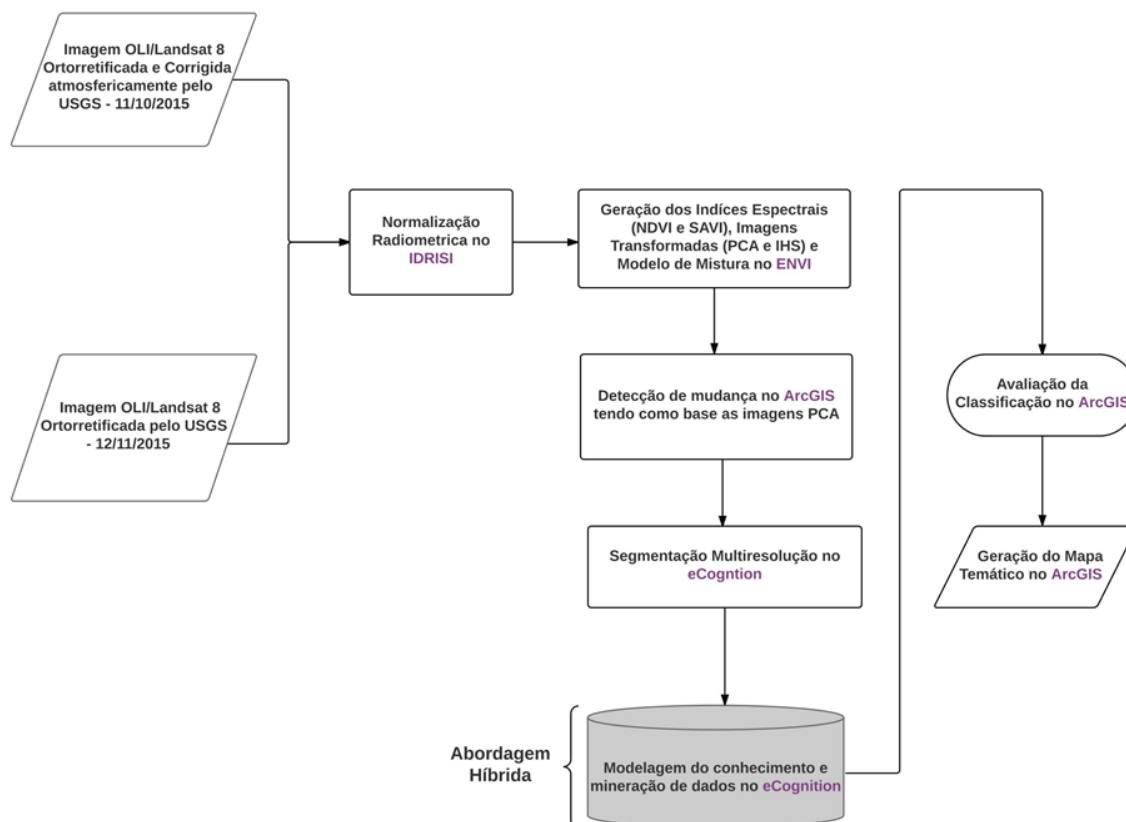 Imagem OLI/Landsat 8
Ortorretificada e Corrigida
atmosfericamente pelo
USGS - 11/10/2015
Imagem OLI/Landsat 8
Ortorretificada pelo USGS
- 12/11/2015
Normalização
Radiometrica no
IDRISI
Geração dos Indíces Espectrais
(NDVI e SAVI), Imagens
Transformadas (PCA e IHS) e
Modelo de Mistura no ENVI
Detecção de mudança no ArcGIS
tendo como base as imagens PCA
Segmentação Multiresolução no
eCogntion
Abordagem
Híbrida
Modelagem do conhecimento e
mineração de dados no eCognition
Avaliação da
Classificação no ArcGIS
Geração do Mapa
Temático no ArcGIS